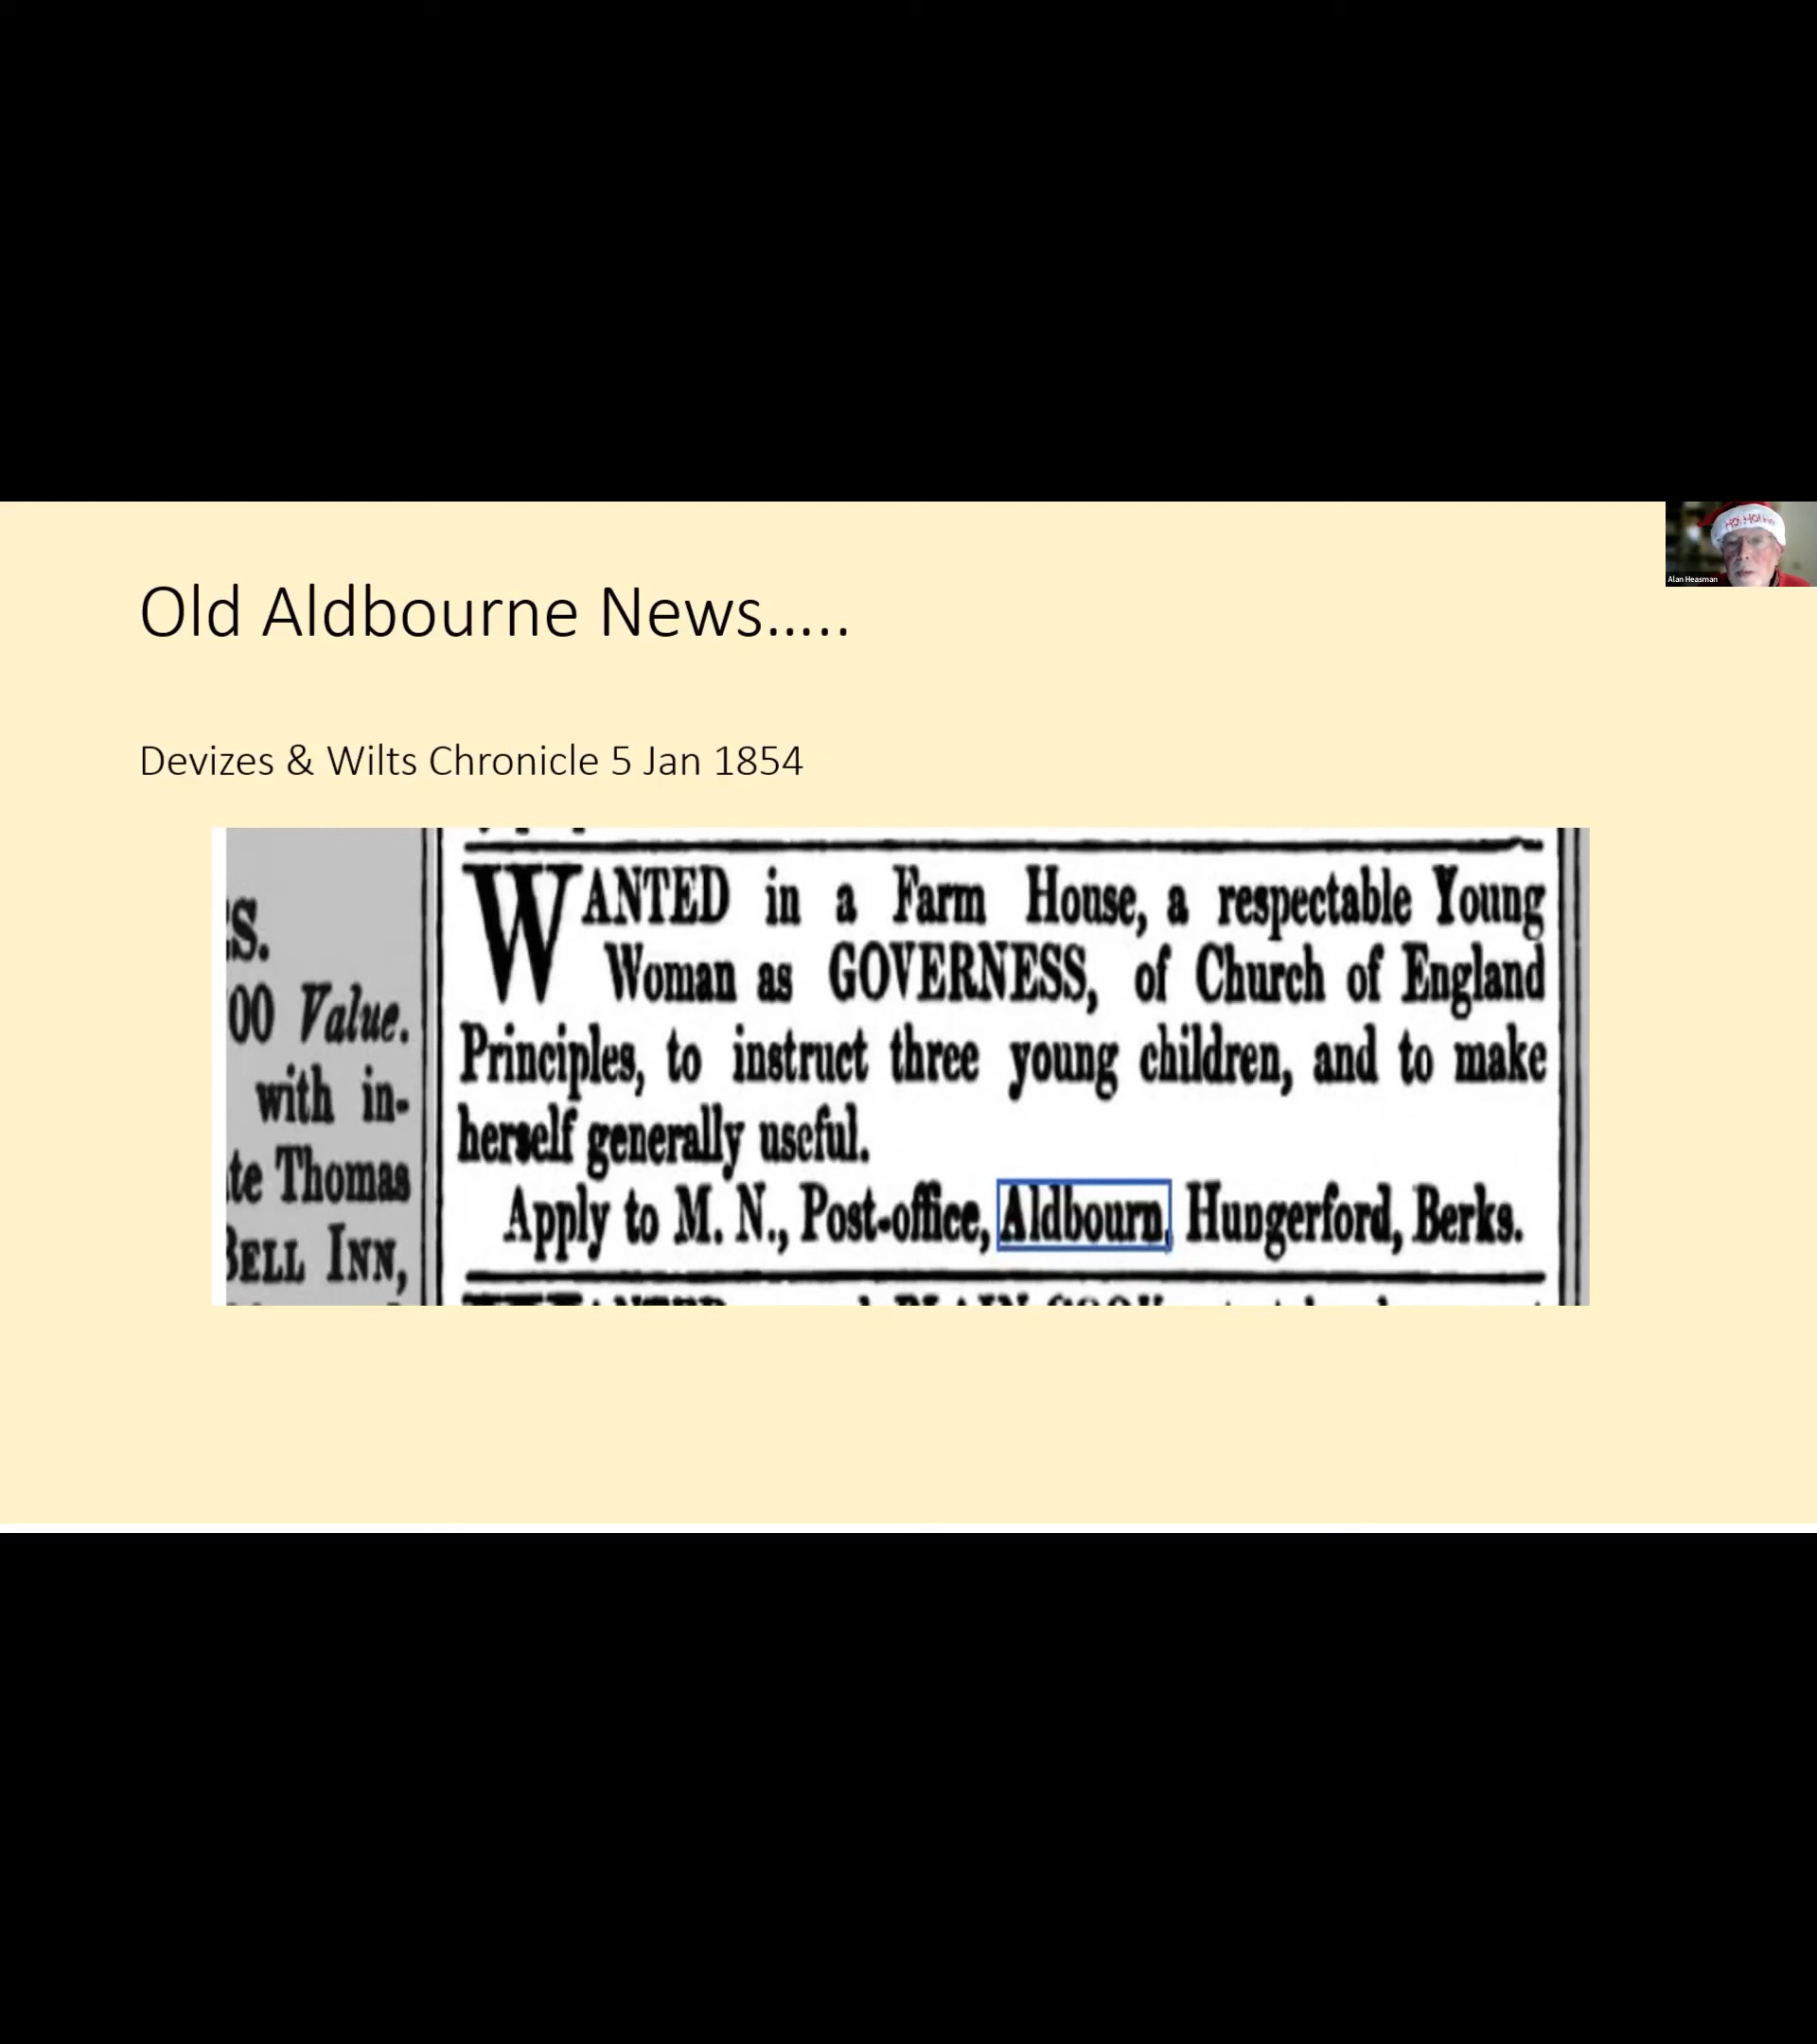 Old Aldbourne News.....
Alan Heasman
Devizes & Wilts Chronicle 5 Jan 1854
S.
00 Value.
with in-
te Thomas
BELL INN,
WANTED in a Farm House, a respectable Young
Woman as GOVERNESS, of Church of England
Principles, to instruct three young children, and to make
herself generally useful.
Apply to M. N., Post-office, Aldbourn, Hungerford, Berks.